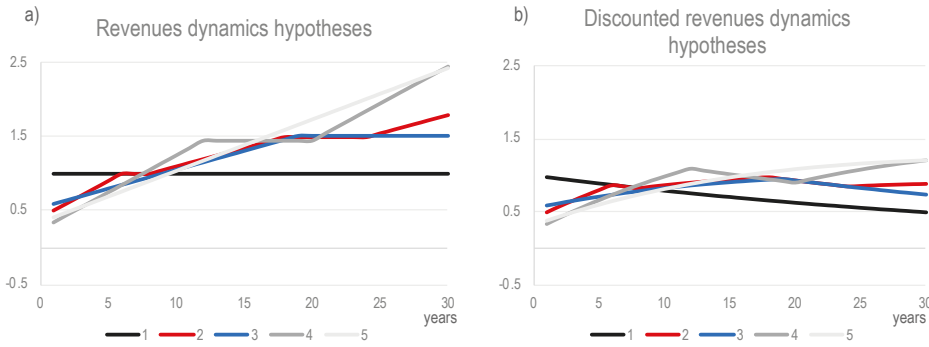 a)
Revenues dynamics hypotheses
2.5
1.5
0.5
-0.5
0 5 10 15 20 25 30
years
1 2 3 4 5
b)
Discounted revenues dynamics
hypotheses
2.5
1.5
0.5
-0.5
0 5 10 15 20 25 30
years
1 2 3 4 5